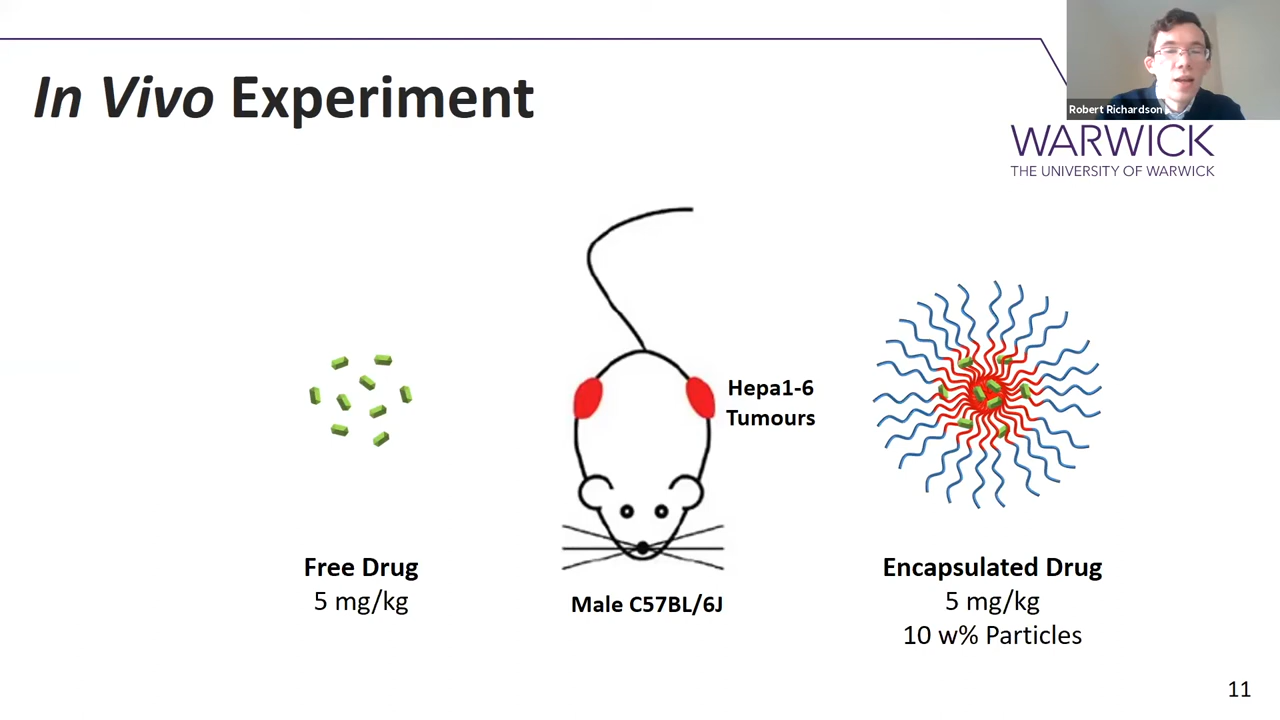 In Vivo Experiment
Robert Richardson
WARWICK
THE UNIVERSITY OF WARWICK
Hepa1-6
Tumours
Free Drug
5 mg/kg
Male C57BL/6J
Encapsulated Drug
5 mg/kg
10 w% Particles
11